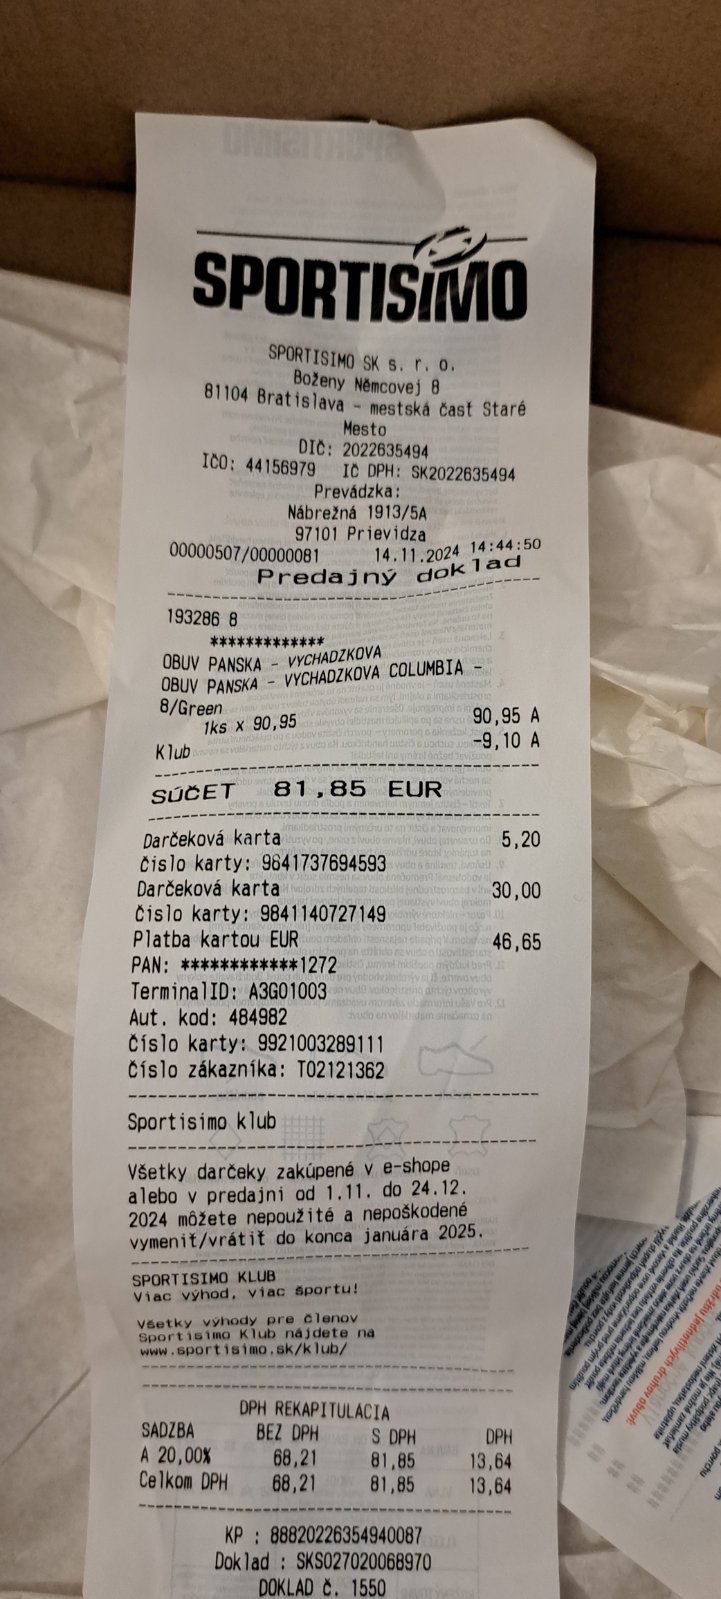 SPORTISIMO
SPORTISIMO SK s. r. o.
Boženy Němcovej 8
81104 Bratislava - mestská časť Staré
Mesto
DIČ: 2022635494
IČO: 44156979 IČ DPH: SK2022635494
Prevádzka:
Nábrežná 1913/5A
97101 Prievidza
00000507/00000081 14.11.2024 14:44:50
Predajný doklad
193286 8
*************
OBUV PANSKA - VYCHADZKOVA
OBUV PANSKA - VYCHADZKOVA COLUMBIA -
8/Green
1ks x 90,95 90,95 A
Klub -9,10 A
SÚČET 81,85 EUR
Darčeková karta 5,20
číslo karty: 9841737694593
Darčeková karta 30,00
číslo karty: 9841140727149
Platba kartou EUR 46,65
PAN: ************1272
TerminalID: A3G01003
Aut. kod: 484982
Číslo karty: 9921003289111
Číslo zákazníka: T02121362
Sportisimo klub
Všetky darčeky zakúpené v e-shope
alebo v predajni od 1.11. do 24.12.
2024 môžete nepoužité a nepoškodené
vymeniť/vrátiť do konca januára 2025.
SPORTISIMO KLUB
Viac výhod, viac športu!
Všetky výhody pre členov
Sportisimo Klub nájdete na
www.sportisimo.sk/klub/
DPH REKAPITULACIA
SADZBA BEZ DPH S DPH DPH
A 20,00% 68,21 81,85 13,64
Celkom DPH 68,21 81,85 13,64
KP : 88820226354940087
Doklad : SKS027020068970
DOKLAD č. 1550